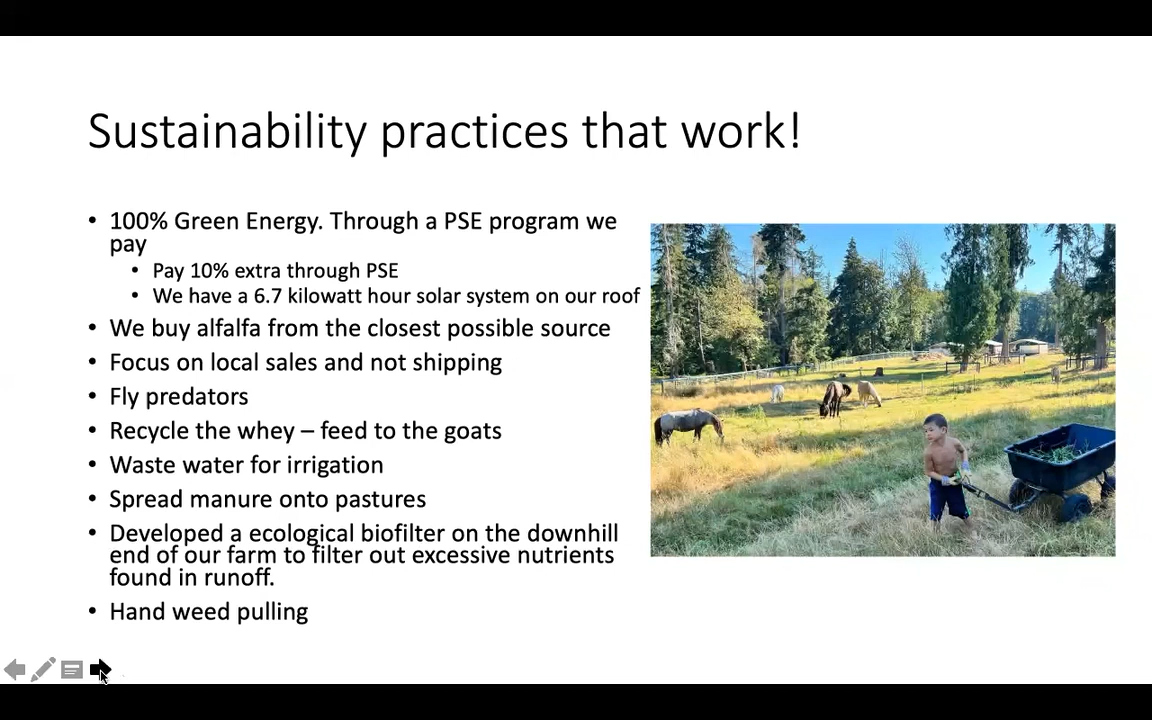 Sustainability practices that work!
• 100% Green Energy. Through a PSE program we
pay
• Pay 10% extra through PSE
• We have a 6.7 kilowatt hour solar system on our roof
• We buy alfalfa from the closest possible source
• Focus on local sales and not shipping
• Fly predators
• Recycle the whey – feed to the goats
• Waste water for irrigation
• Spread manure onto pastures
• Developed a ecological biofilter on the downhill
end of our farm to filter out excessive nutrients
found in runoff.
• Hand weed pulling